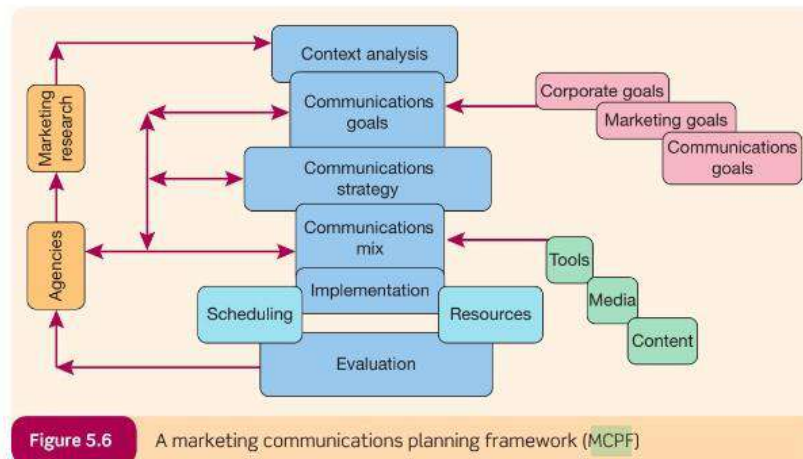 Context analysis
Communications
goals
Corporate goals
Marketing goals
Communications
goals
Marketing
research
Communications
strategy
Communications
mix
Agencies
Tools
Media
Content
Implementation
Scheduling
Resources
Evaluation
Figure 5.6 A marketing communications planning framework (MCPF)